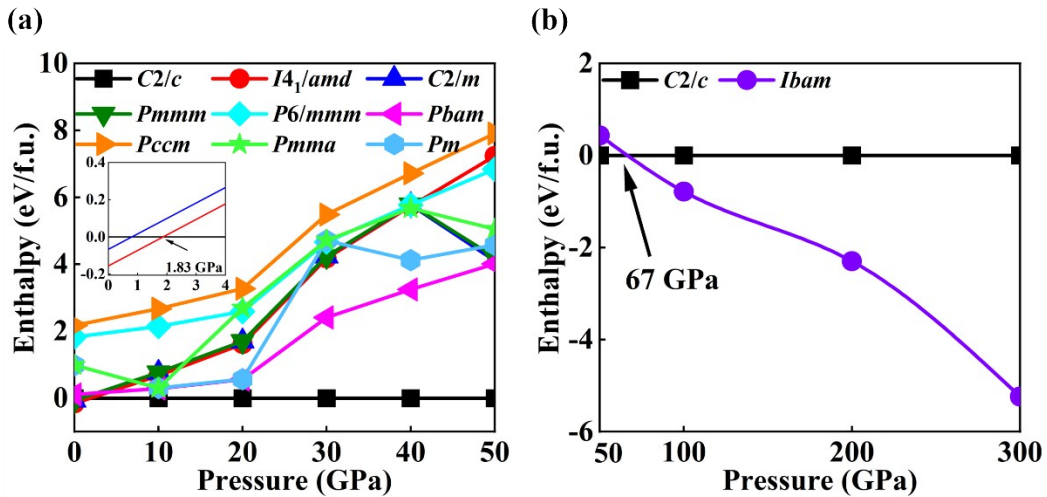 (a)
10
8
6
4
2
0
Enthalpy (eV/f.u.)
C2/c I4₁/amd C2/m
Pmmm P6/mmm Pbam
Pccm Pmma Pm
0.4
0.2
0.0
-0.2
1.83 GPa
0 1 2 3 4
0 10 20 30 40 50
Pressure (GPa)
(b)
2
0
-2
-4
-6
Enthalpy (eV/f.u.)
C2/c Ibam
67 GPa
50 100 200 300
Pressure (GPa)